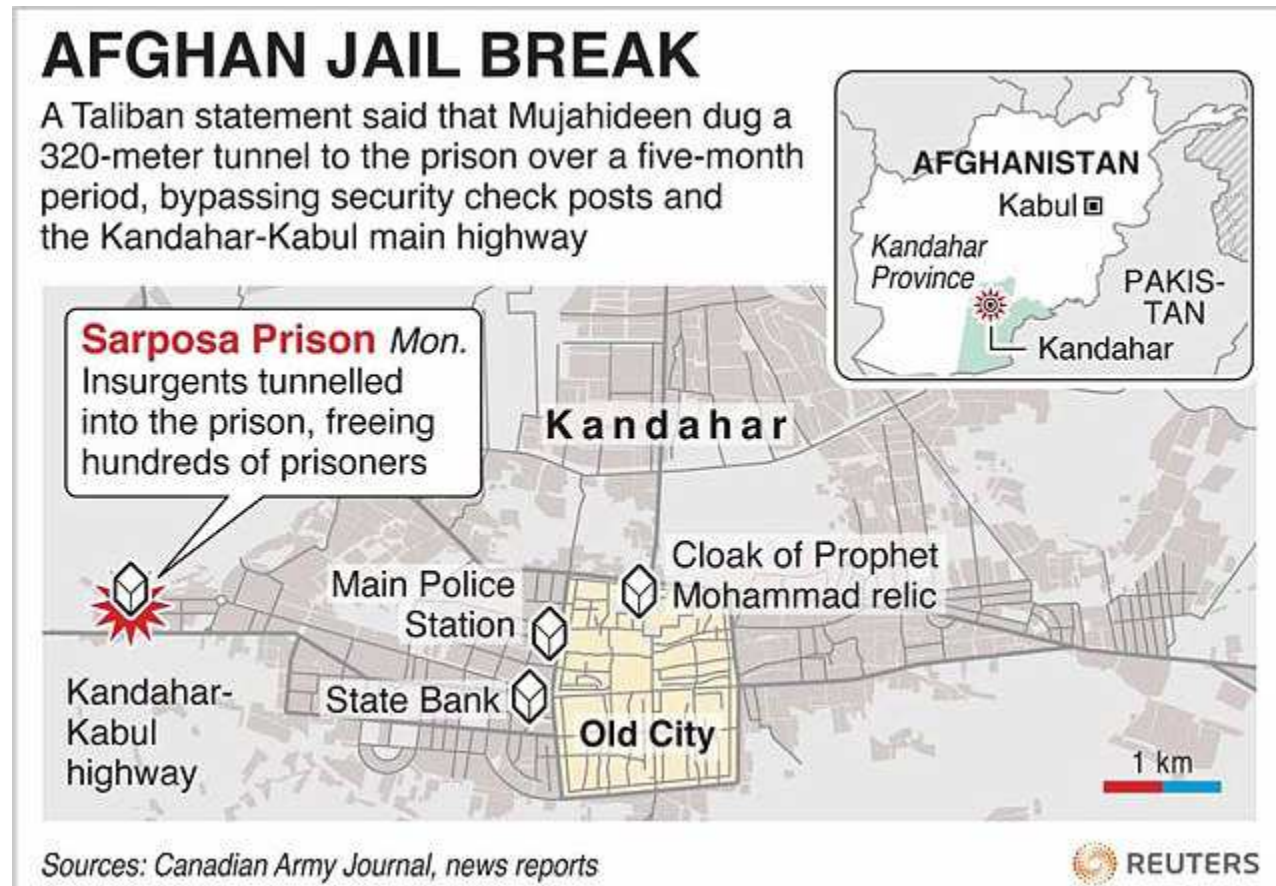 AFGHAN JAIL BREAK
A Taliban statement said that Mujahideen dug a
320-meter tunnel to the prison over a five-month
period, bypassing security check posts and
the Kandahar-Kabul main highway
AFGHANISTAN
Kabul
Kandahar
Province
PAKIS-
TAN
Kandahar
Sarposa Prison Mon.
Insurgents tunnelled
into the prison, freeing
hundreds of prisoners
Kandahar
Cloak of Prophet
Mohammad relic
Main Police
Station
State Bank
Old City
Kandahar-
Kabul
highway
1 km
Sources: Canadian Army Journal, news reports
REUTERS